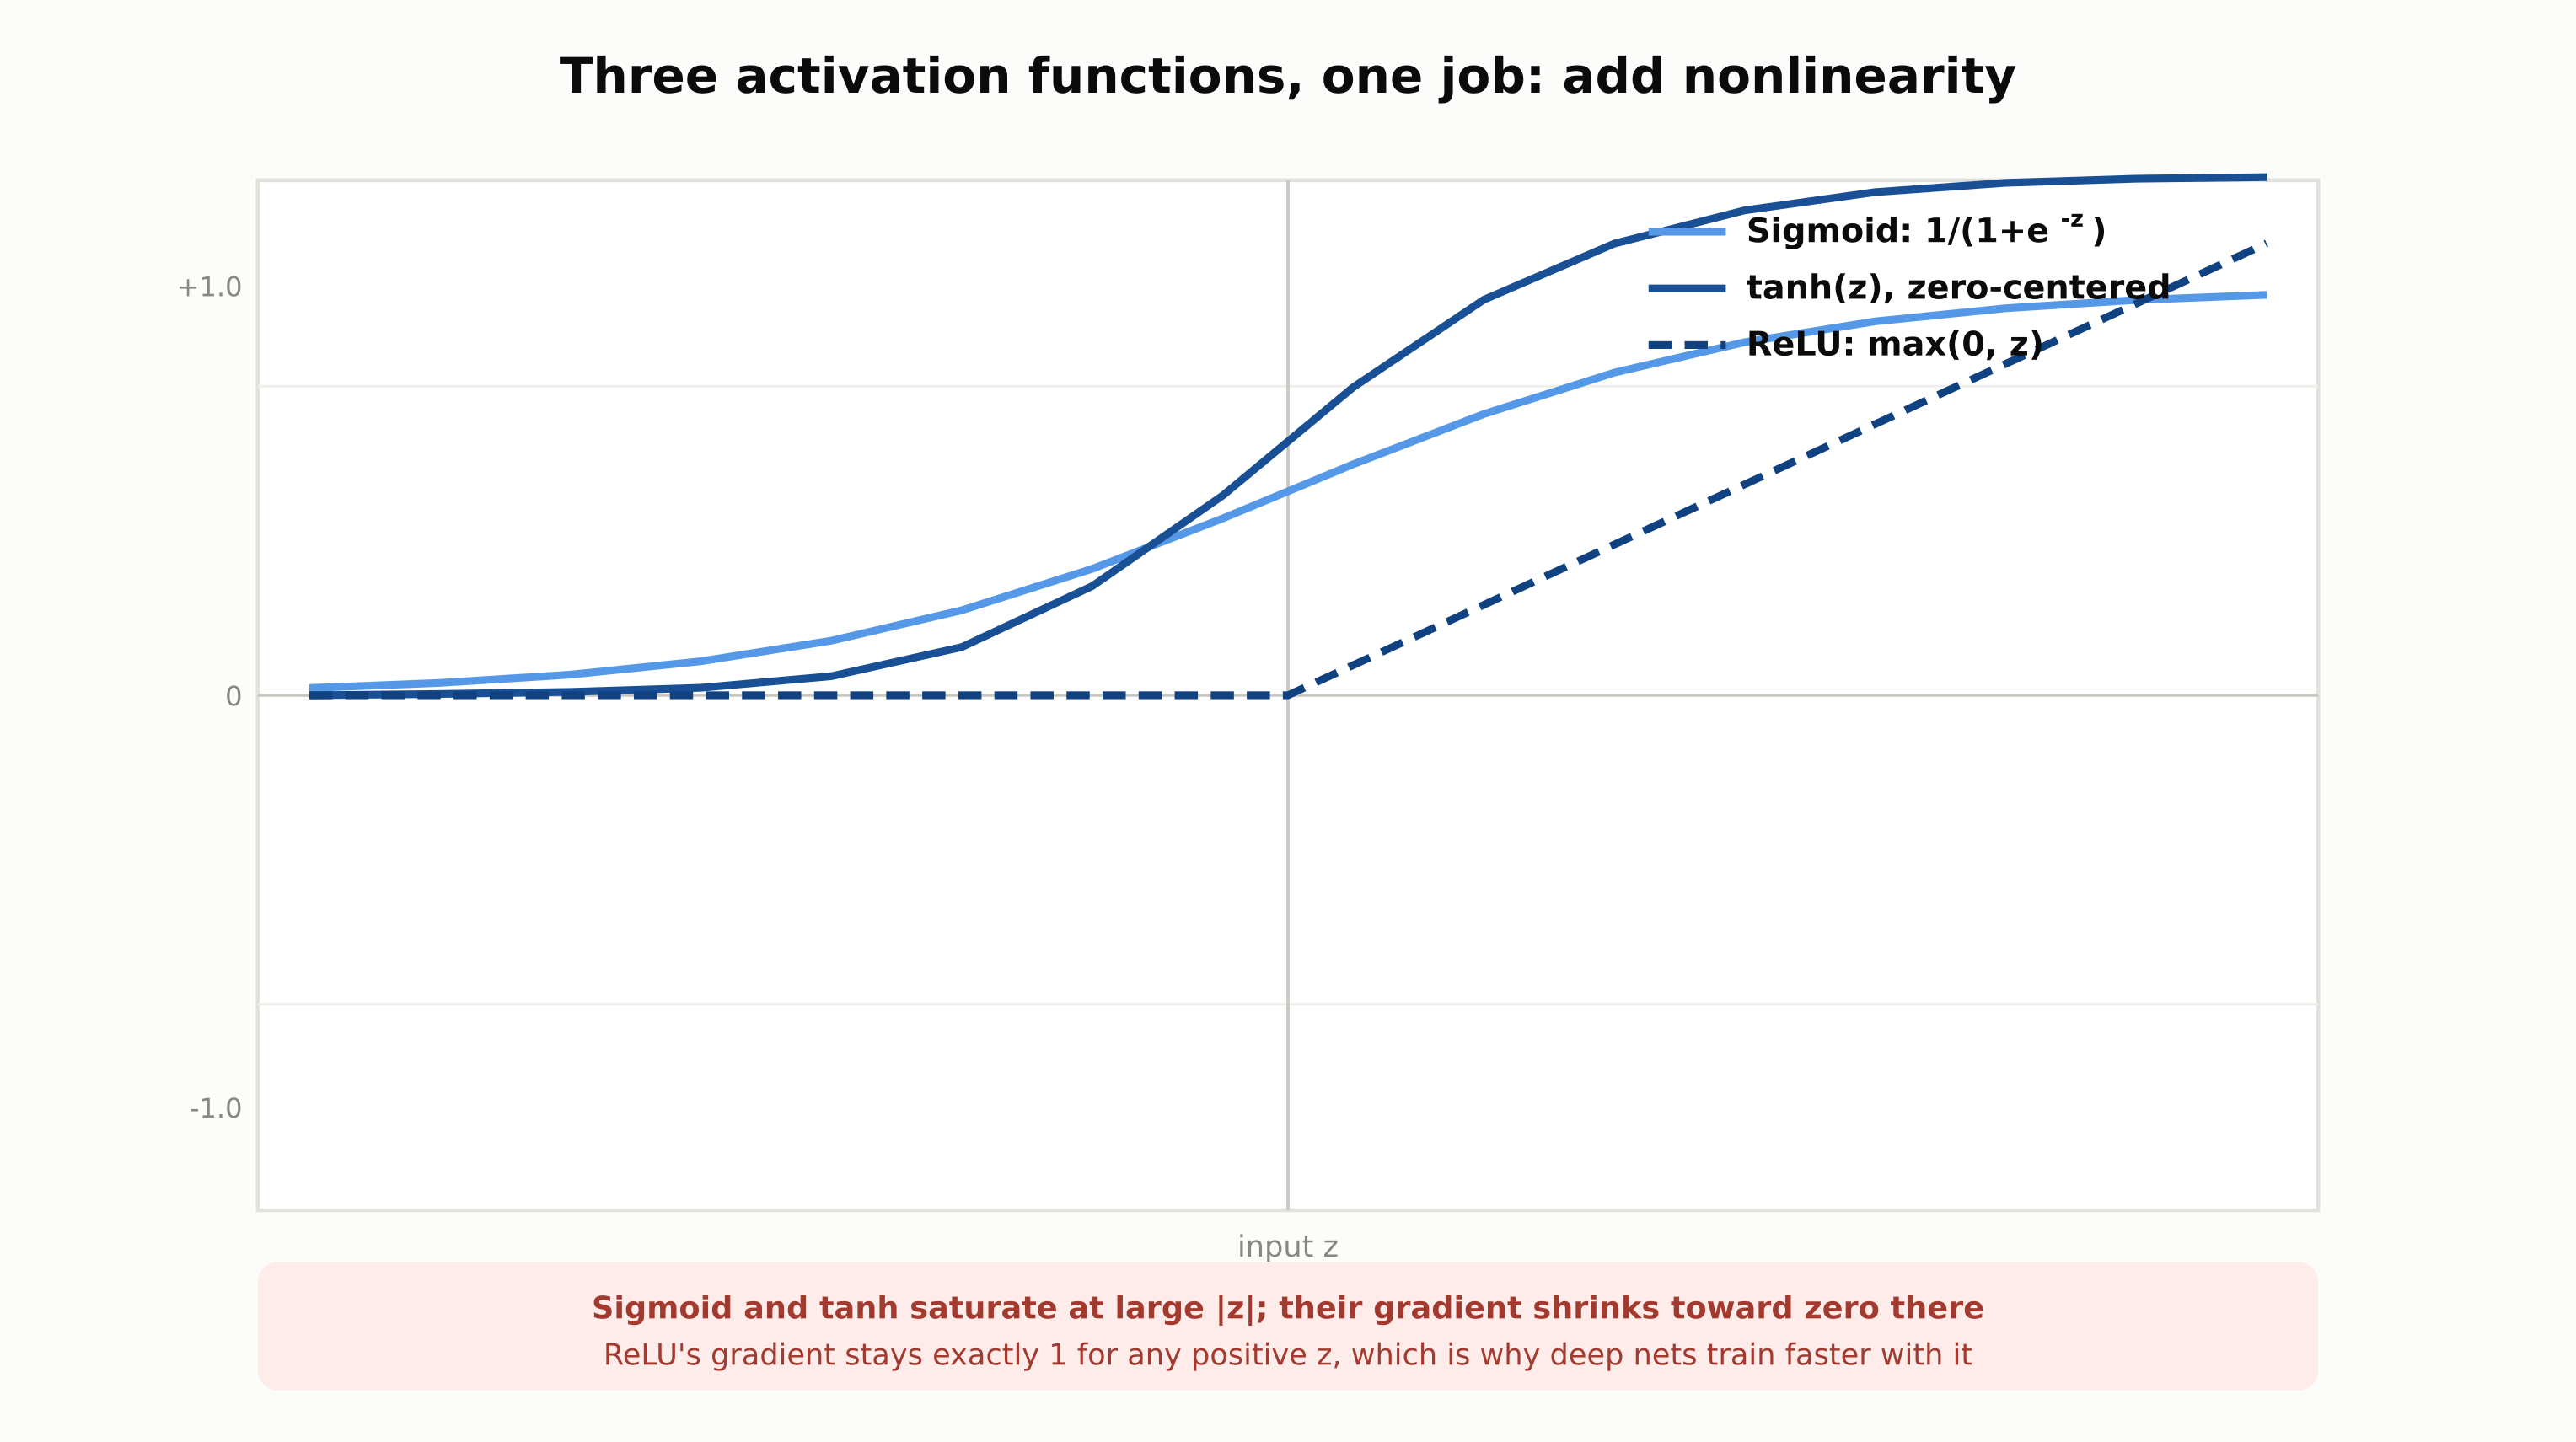 Three activation functions, one job: add nonlinearity
Sigmoid: 1/(1+e -z )
+1.0
tanh(z), zero-centered
ReLU: max(0, z)
0
-1.0
input z
Sigmoid and tanh saturate at large |z|; their gradient shrinks toward zero there
ReLU's gradient stays exactly 1 for any positive z, which is why deep nets train faster with it